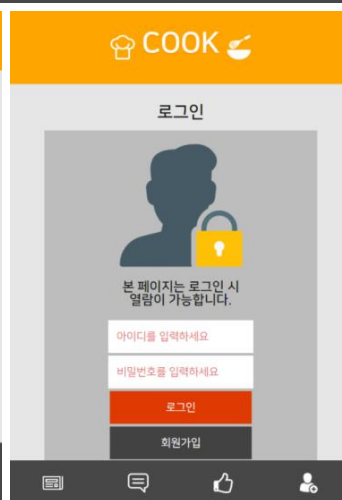 COOK
로그인
본 페이지는 로그인 시
열람이 가능합니다.
아이디를 입력하세요
비밀번호를 입력하세요
로그인
회원가입